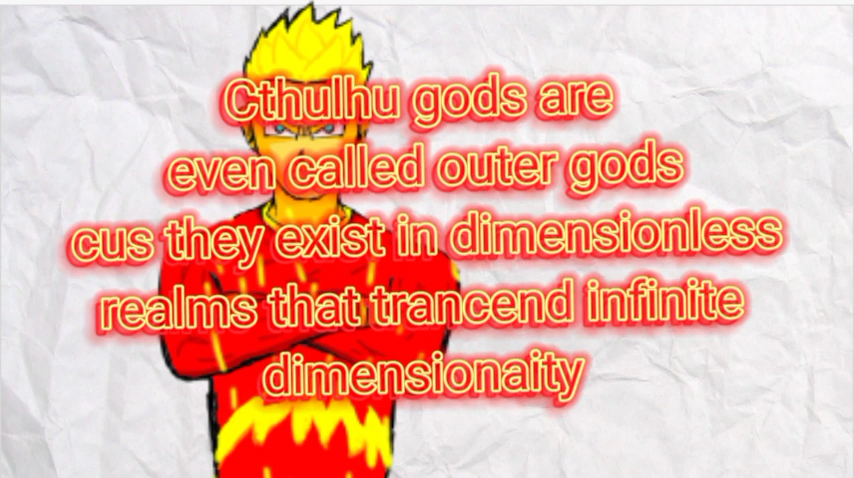 Cthulhu gods are
even called outer gods
cus they exist in dimensionless
realms that trancend infinite
dimensionaity